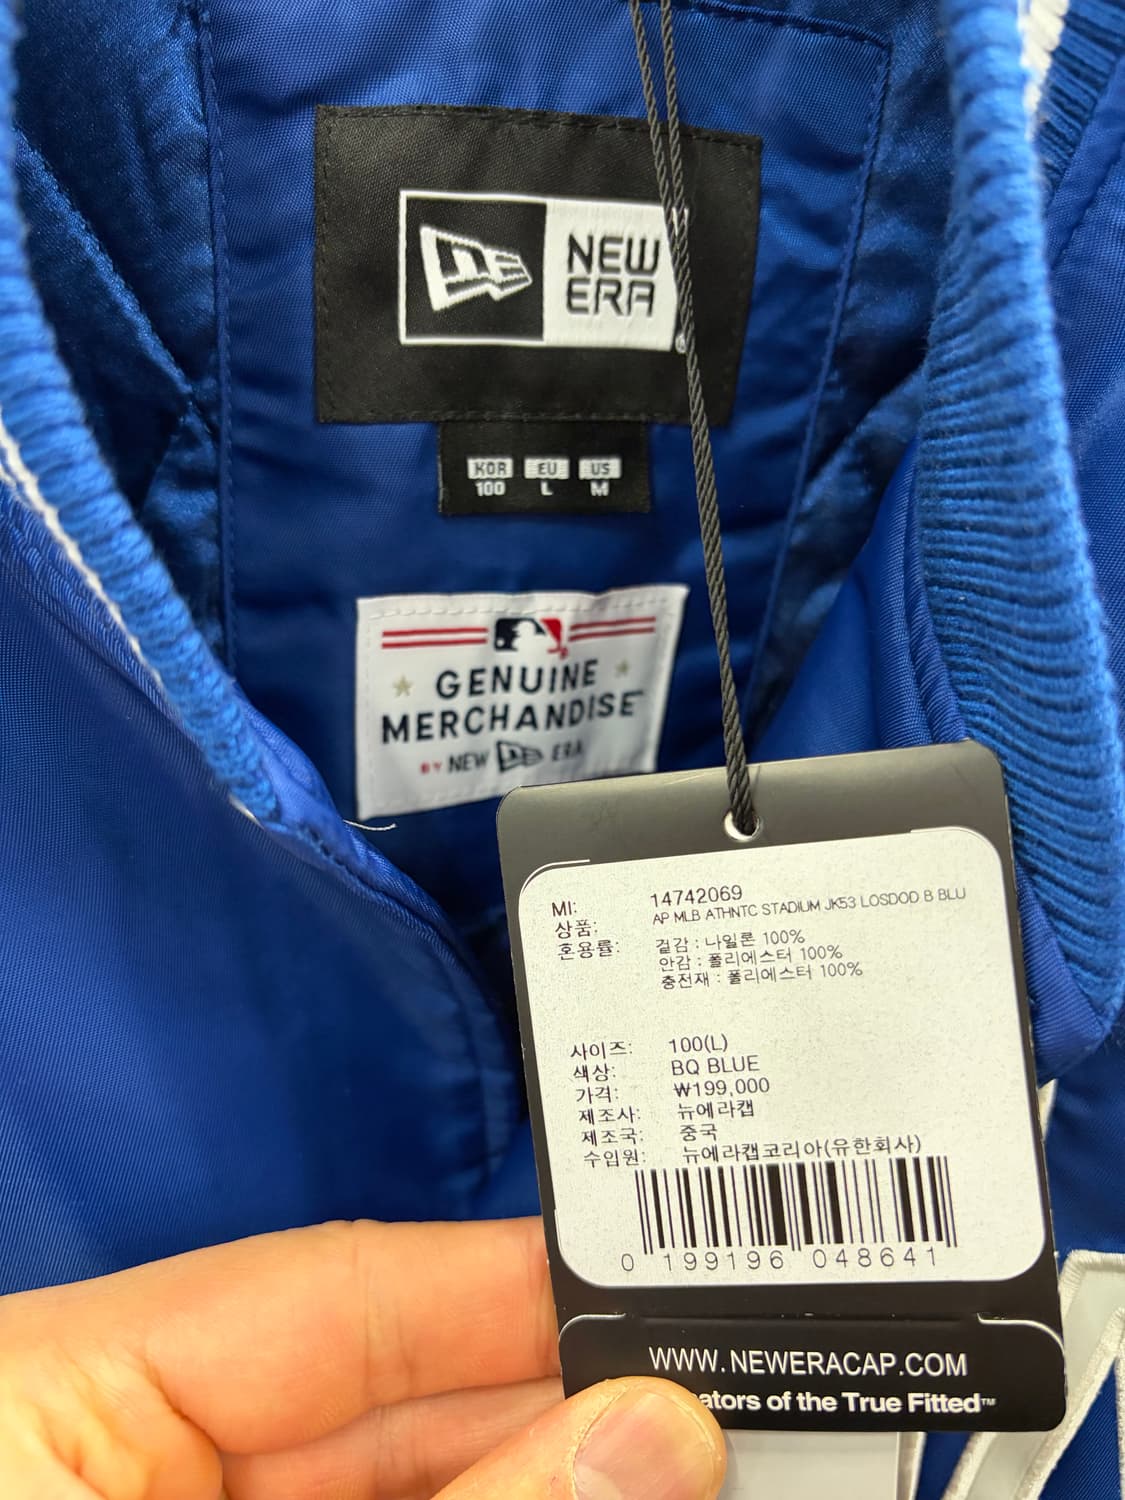 NEW
ERA
KOR EU US
100 L M
GENUINE
MERCHANDISE
BY NEW ERA
MI: 14742069
상품: AP MLB ATHNTC STADIUM JK53 LOSDOD B BLU
혼용률: 겉감 : 나일론 100%
안감 : 폴리에스터 100%
충전재 : 폴리에스터 100%
사이즈: 100(L)
색상: BQ BLUE
가격: ₩199,000
제조사: 뉴에라캡
제조국: 중국
수입원: 뉴에라캡코리아(유한회사)
0 199196 048641
WWW.NEWERACAP.COM
of the True Fitted™